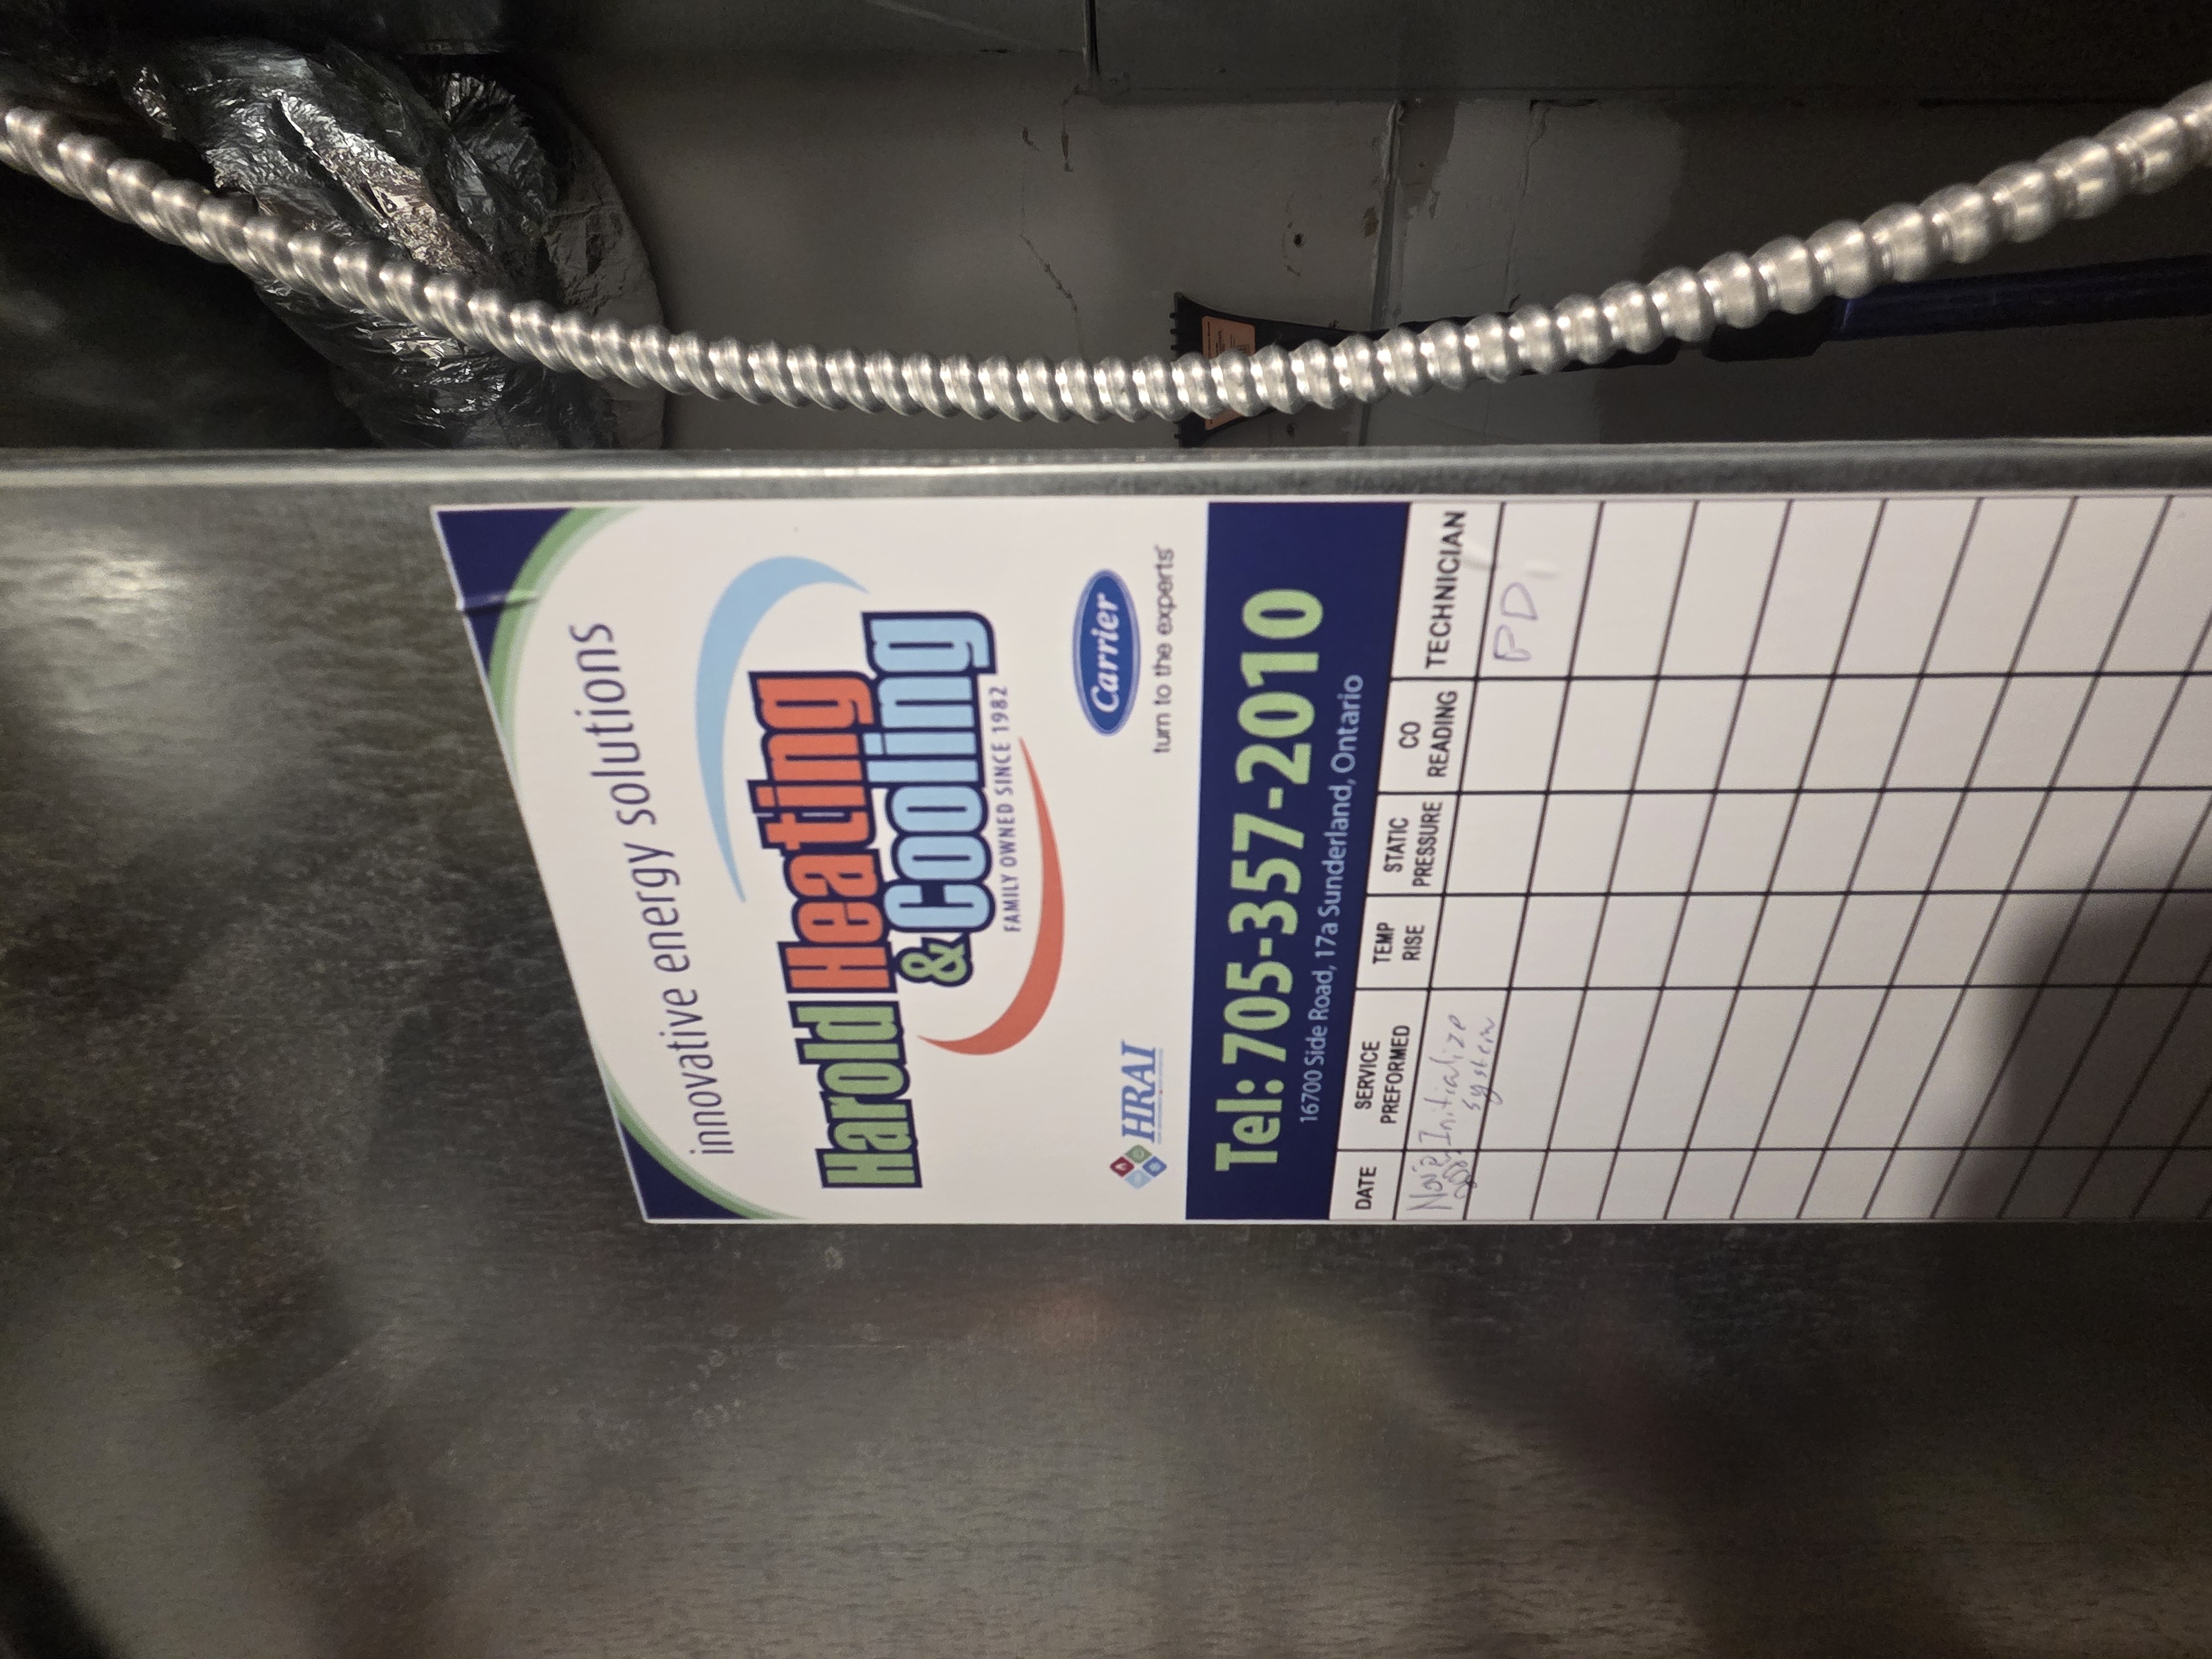 innovative energy solutions
Harold Heating
& Cooling
FAMILY OWNED SINCE 1982
HRAI
Carrier
turn to the experts
Tel: 705-357-2010
16700 Side Road, 17a Sunderland, Ontario
DATE
SERVICE
PREFORMED
TEMP
RISE
STATIC
PRESSURE
CO
READING
TECHNICIAN
Initialize
system
PD